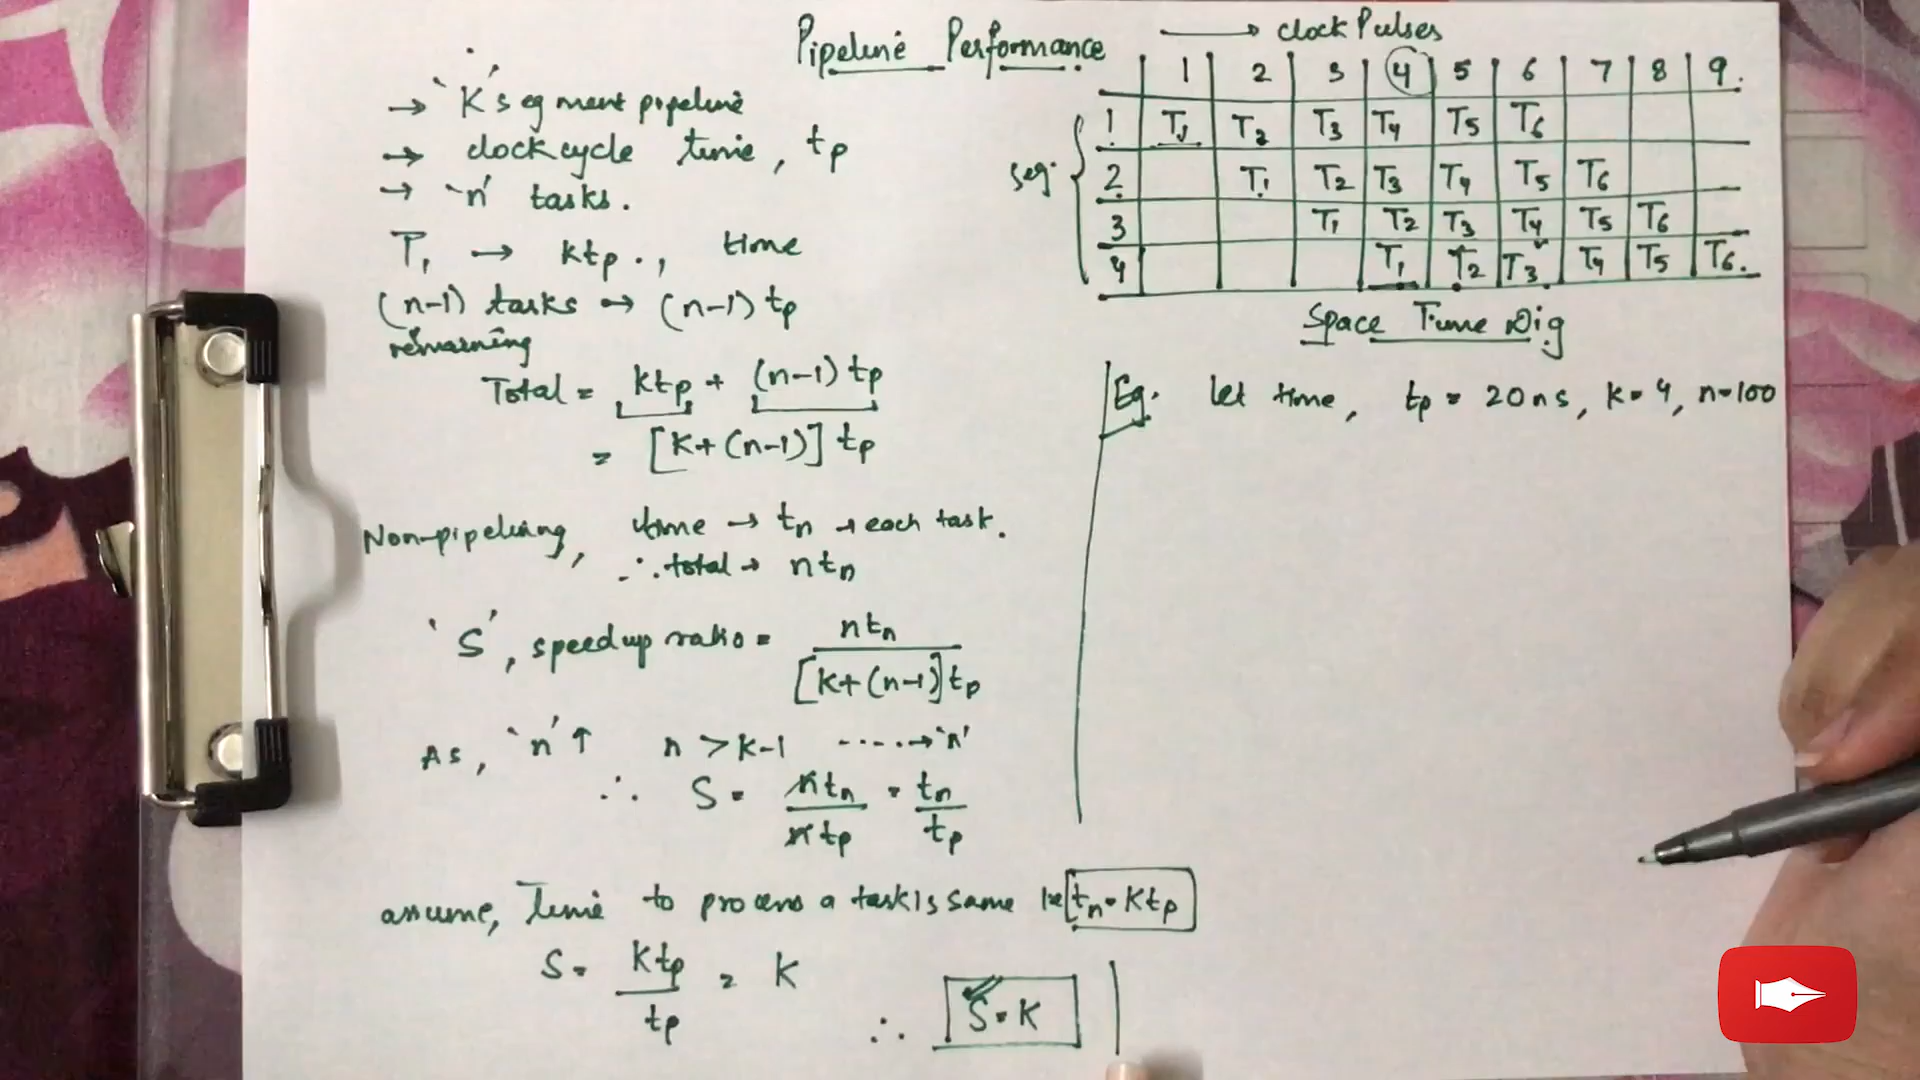 Pipeline Performance
→ clock Pulses
→ 'K' segment pipeline
→ clock cycle time, tp
→ 'n' tasks.
T1 → ktp., time
(n-1) tasks → (n-1) tp
remaining
Total = ktp + (n-1) tp
= [K+(n-1)] tp
Non-pipelining, time → tn → each task.
∴ total → ntn
'S', speedup ratio = ntn / [K+(n-1)]tp
As, 'n' ↑ n > k-1 ----→ 'n'
∴ S = ntn / ntp = tn / tp
assume, Time to process a task is same ie tn = Ktp
S = Ktp / tp = K
∴ S = K
1 2 3 4 5 6 7 8 9.
seg. 1 T1 T2 T3 T4 T5 T6
2 T1 T2 T3 T4 T5 T6
3 T1 T2 T3 T4 T5 T6
4 T1 T2 T3 T4 T5 T6.
Space Time Dig
Eg. let time, tp = 20ns, k=4, n=100